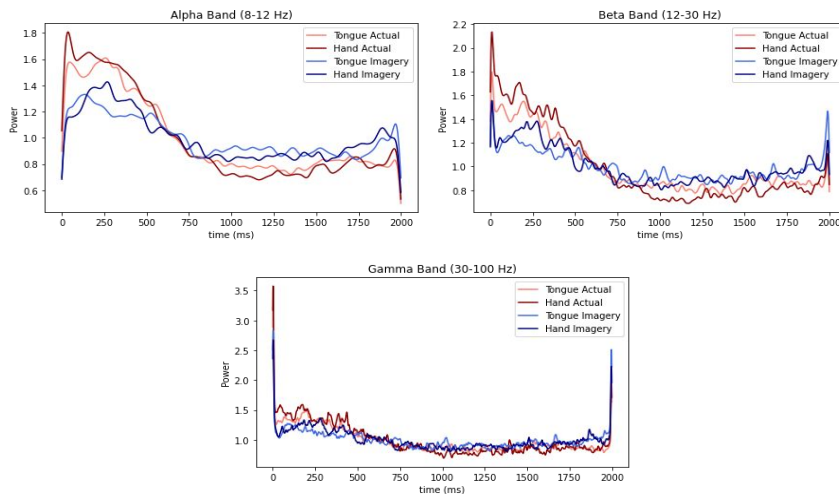 Alpha Band (8-12 Hz)
1.8
1.6
1.4
1.2
1.0
0.8
0.6
Power
Tongue Actual
Hand Actual
Tongue Imagery
Hand Imagery
0 250 500 750 1000 1250 1500 1750 2000
time (ms)
Beta Band (12-30 Hz)
2.2
2.0
1.8
1.6
1.4
1.2
1.0
0.8
Power
Tongue Actual
Hand Actual
Tongue Imagery
Hand Imagery
0 250 500 750 1000 1250 1500 1750 2000
time (ms)
Gamma Band (30-100 Hz)
3.5
3.0
2.5
2.0
1.5
1.0
Power
Tongue Actual
Hand Actual
Tongue Imagery
Hand Imagery
0 250 500 750 1000 1250 1500 1750 2000
time (ms)